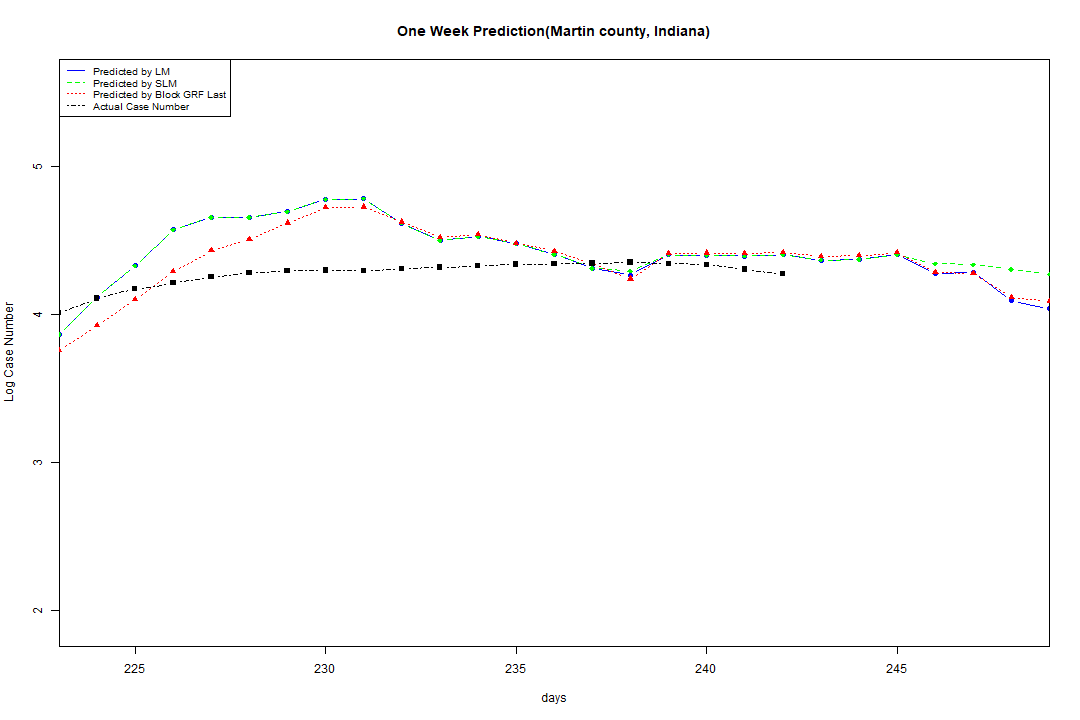 One Week Prediction(Martin county, Indiana)
Predicted by LM
Predicted by SLM
Predicted by Block GRF Last
Actual Case Number
5
4
3
2
Log Case Number
225 230 235 240 245
days